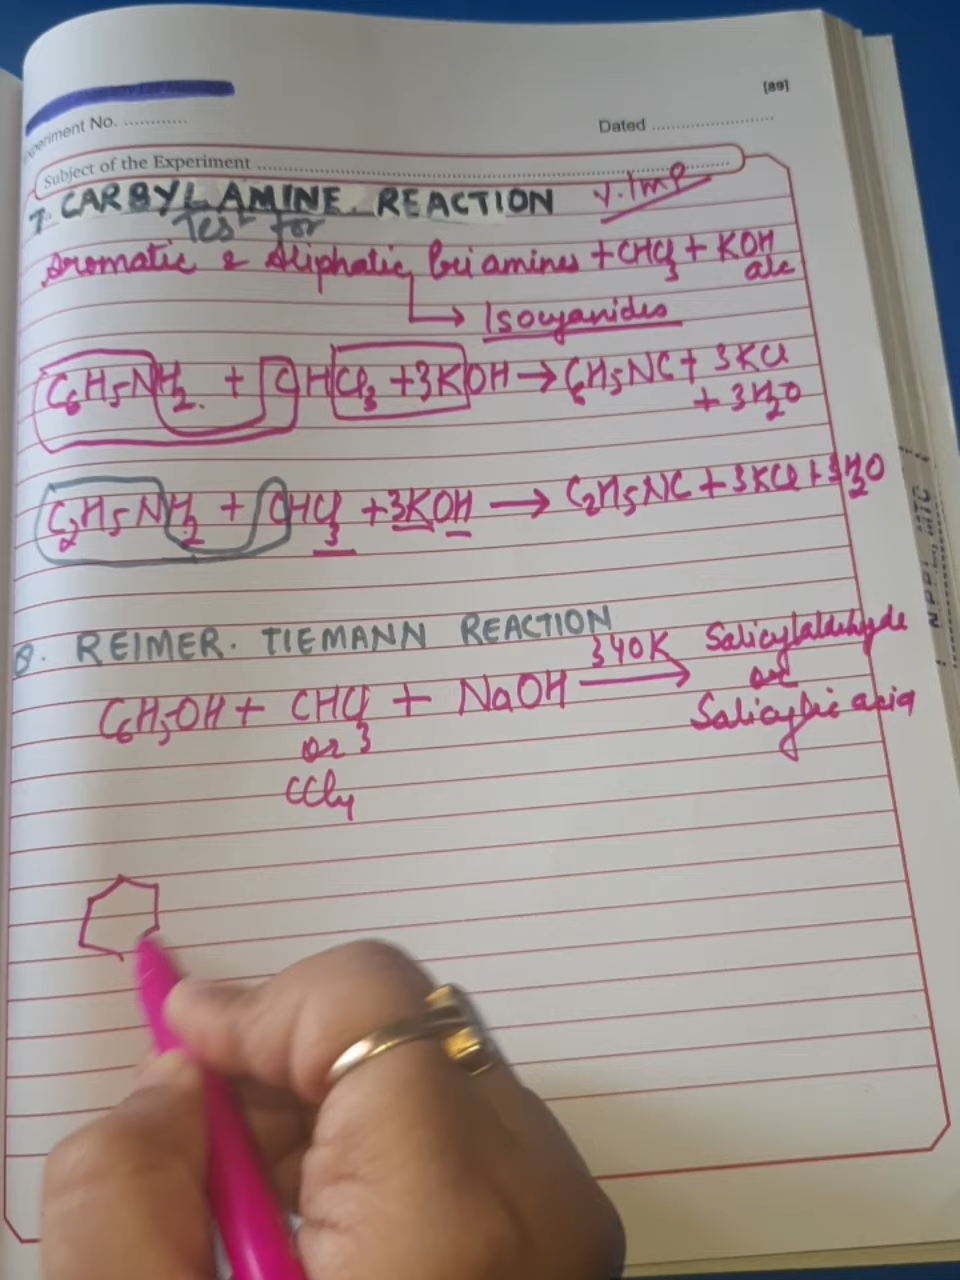 [89]
Experiment No. ............
Dated ....................
Subject of the Experiment ....................
7. CARBYLAMINE REACTION V.Imp
Test for
Aromatic & Aliphatic pri amines + CHCl3 + KOH
alc
→ Isocyanides
C6H5NH2 + CHCl3 + 3KOH → C6H5NC + 3KCl
+ 3H2O
C2H5NH2 + CHCl3 + 3KOH → C2H5NC + 3KCl + 3H2O
8. REIMER. TIEMANN REACTION
C6H5OH + CHCl3 + NaOH 340K → Salicylaldehyde
or
or
CCl4
Salicylic acid